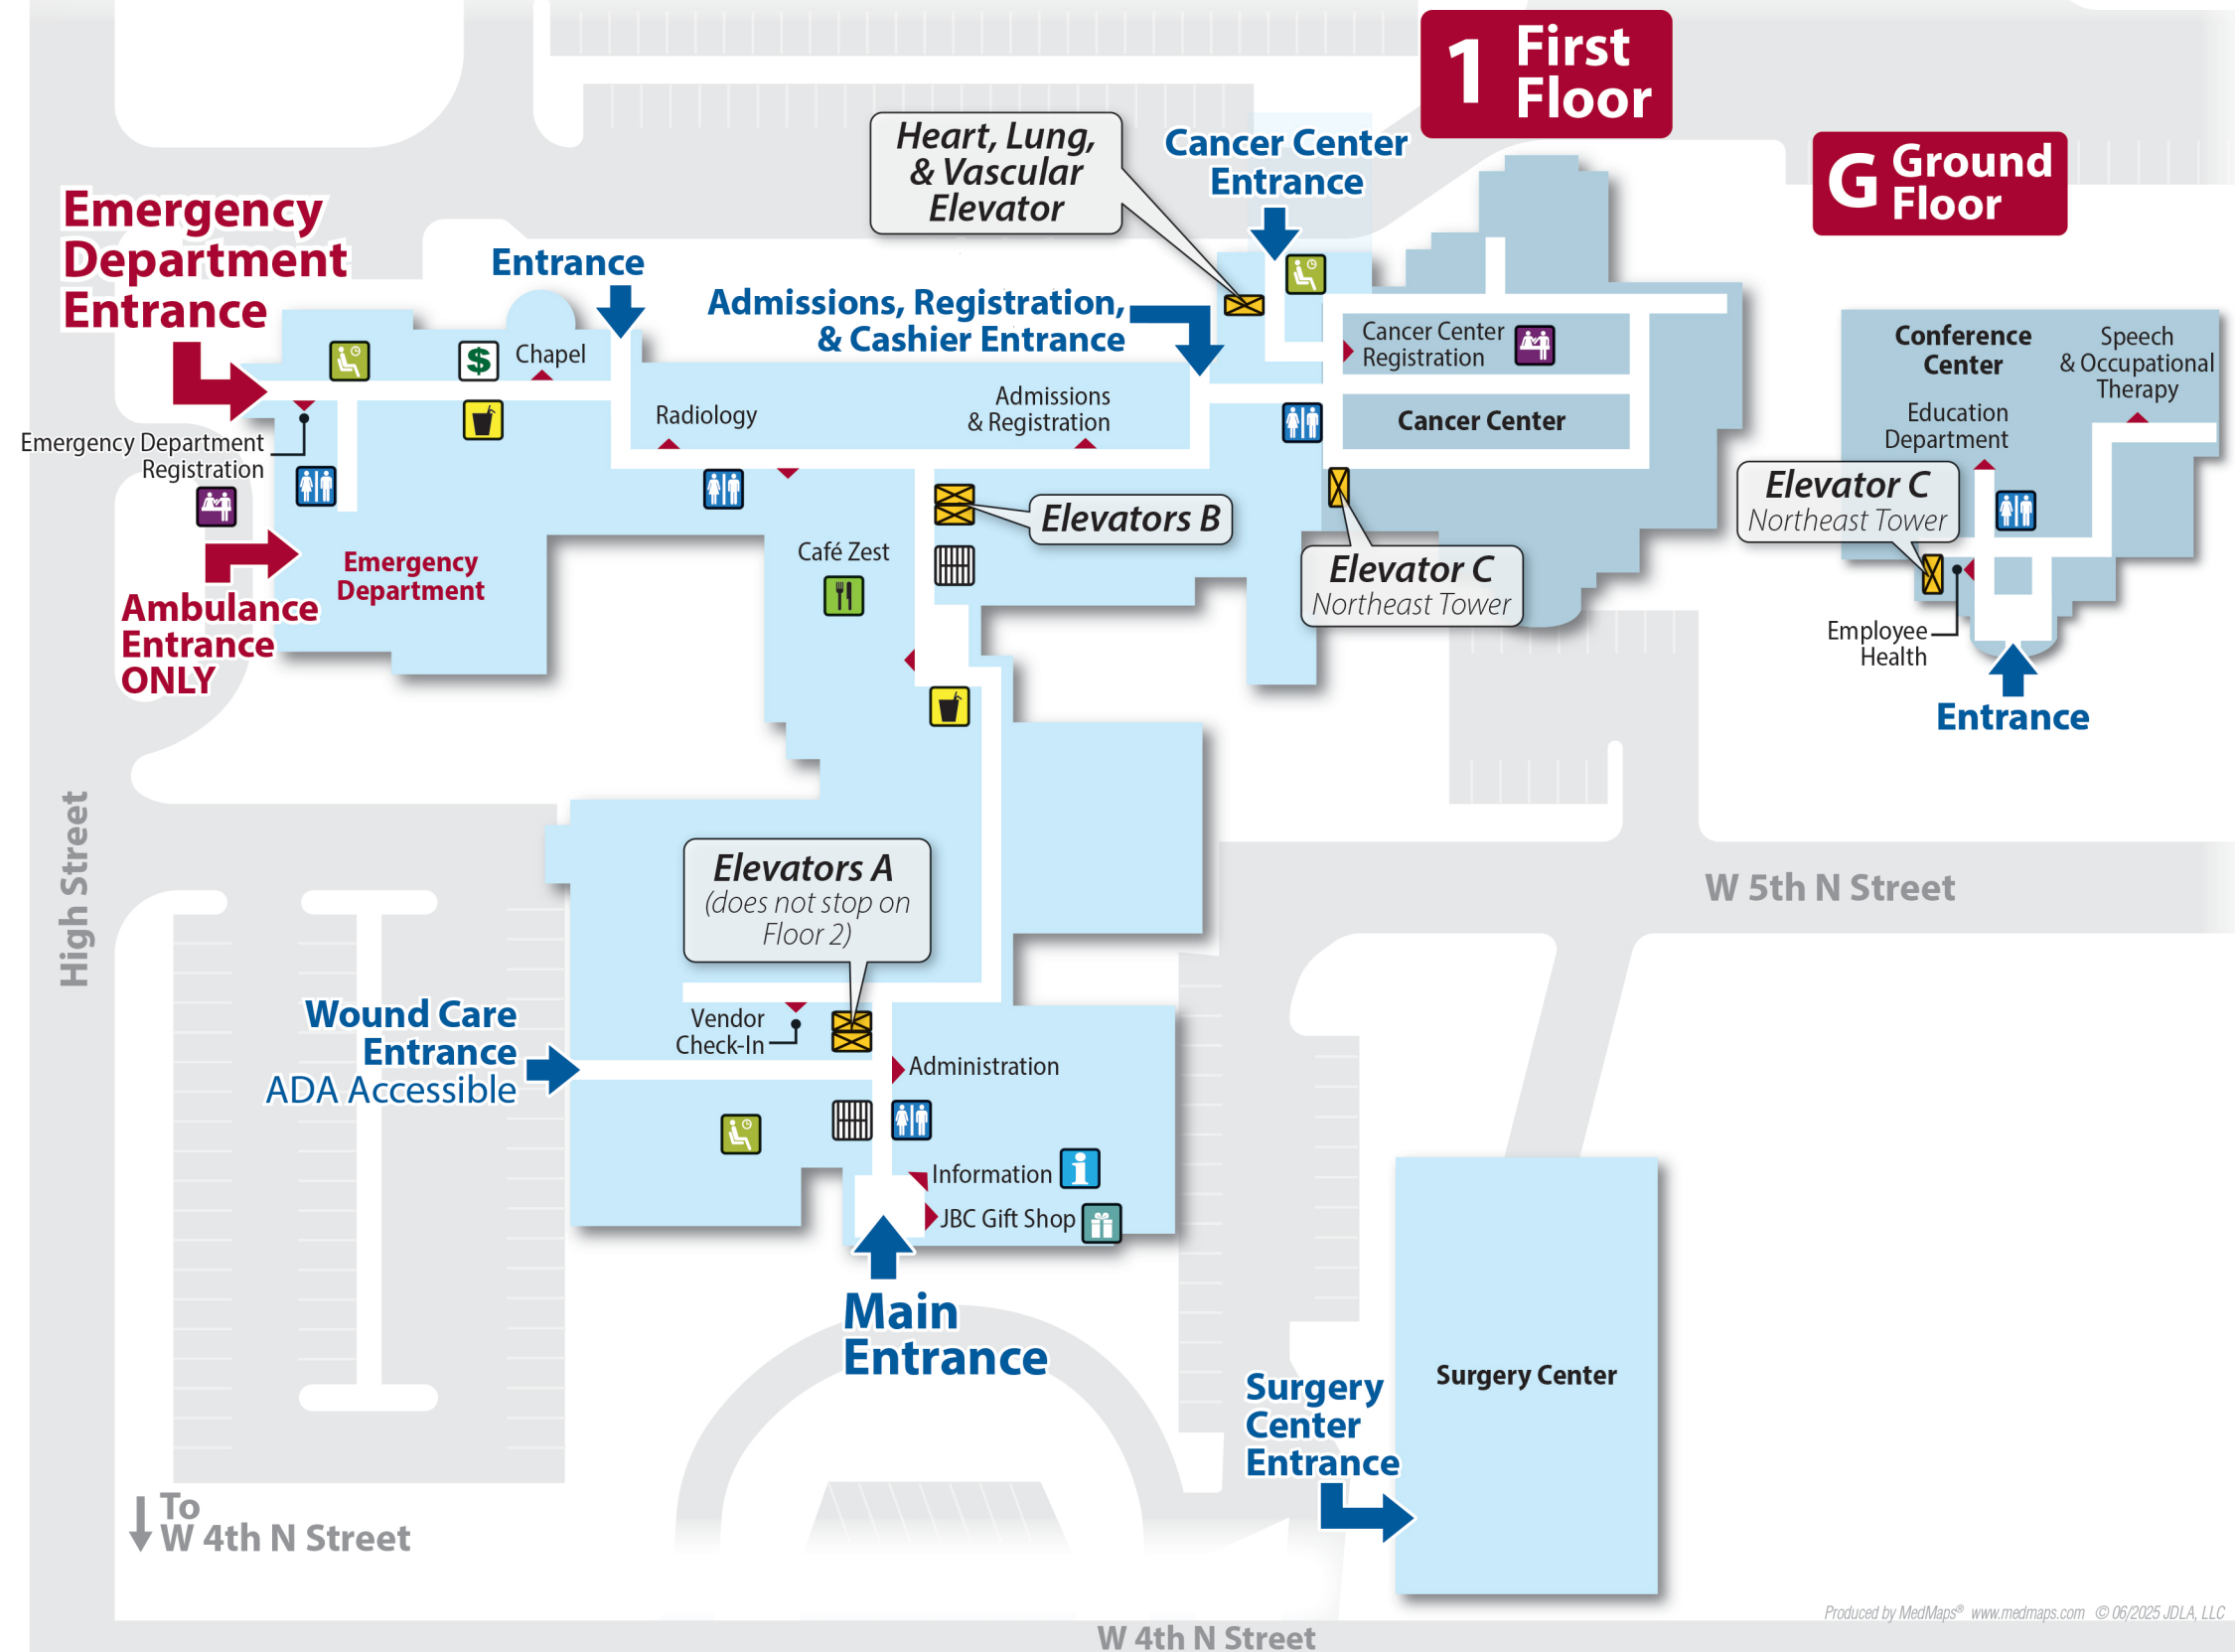 1 First
Floor
Heart, Lung,
& Vascular
Elevator
Cancer Center
Entrance
G Ground
Floor
Emergency
Department
Entrance
Entrance
Admissions, Registration,
& Cashier Entrance
Chapel
$
Cancer Center
Registration
Conference
Center
Speech
& Occupational
Therapy
Radiology
Admissions
& Registration
Cancer Center
Education
Department
Emergency Department
Registration
Elevators B
Elevator C
Northeast Tower
Elevator C
Northeast Tower
Café Zest
Emergency
Department
Ambulance
Entrance
ONLY
Employee
Health
Entrance
High Street
Elevators A
(does not stop on
Floor 2)
W 5th N Street
Wound Care
Entrance
ADA Accessible
Vendor
Check-In
Administration
Information
i
JBC Gift Shop
Main
Entrance
Surgery
Center
Entrance
Surgery Center
To
W 4th N Street
Produced by MedMaps® www.medmaps.com © 06/2025 JDLA, LLC
W 4th N Street